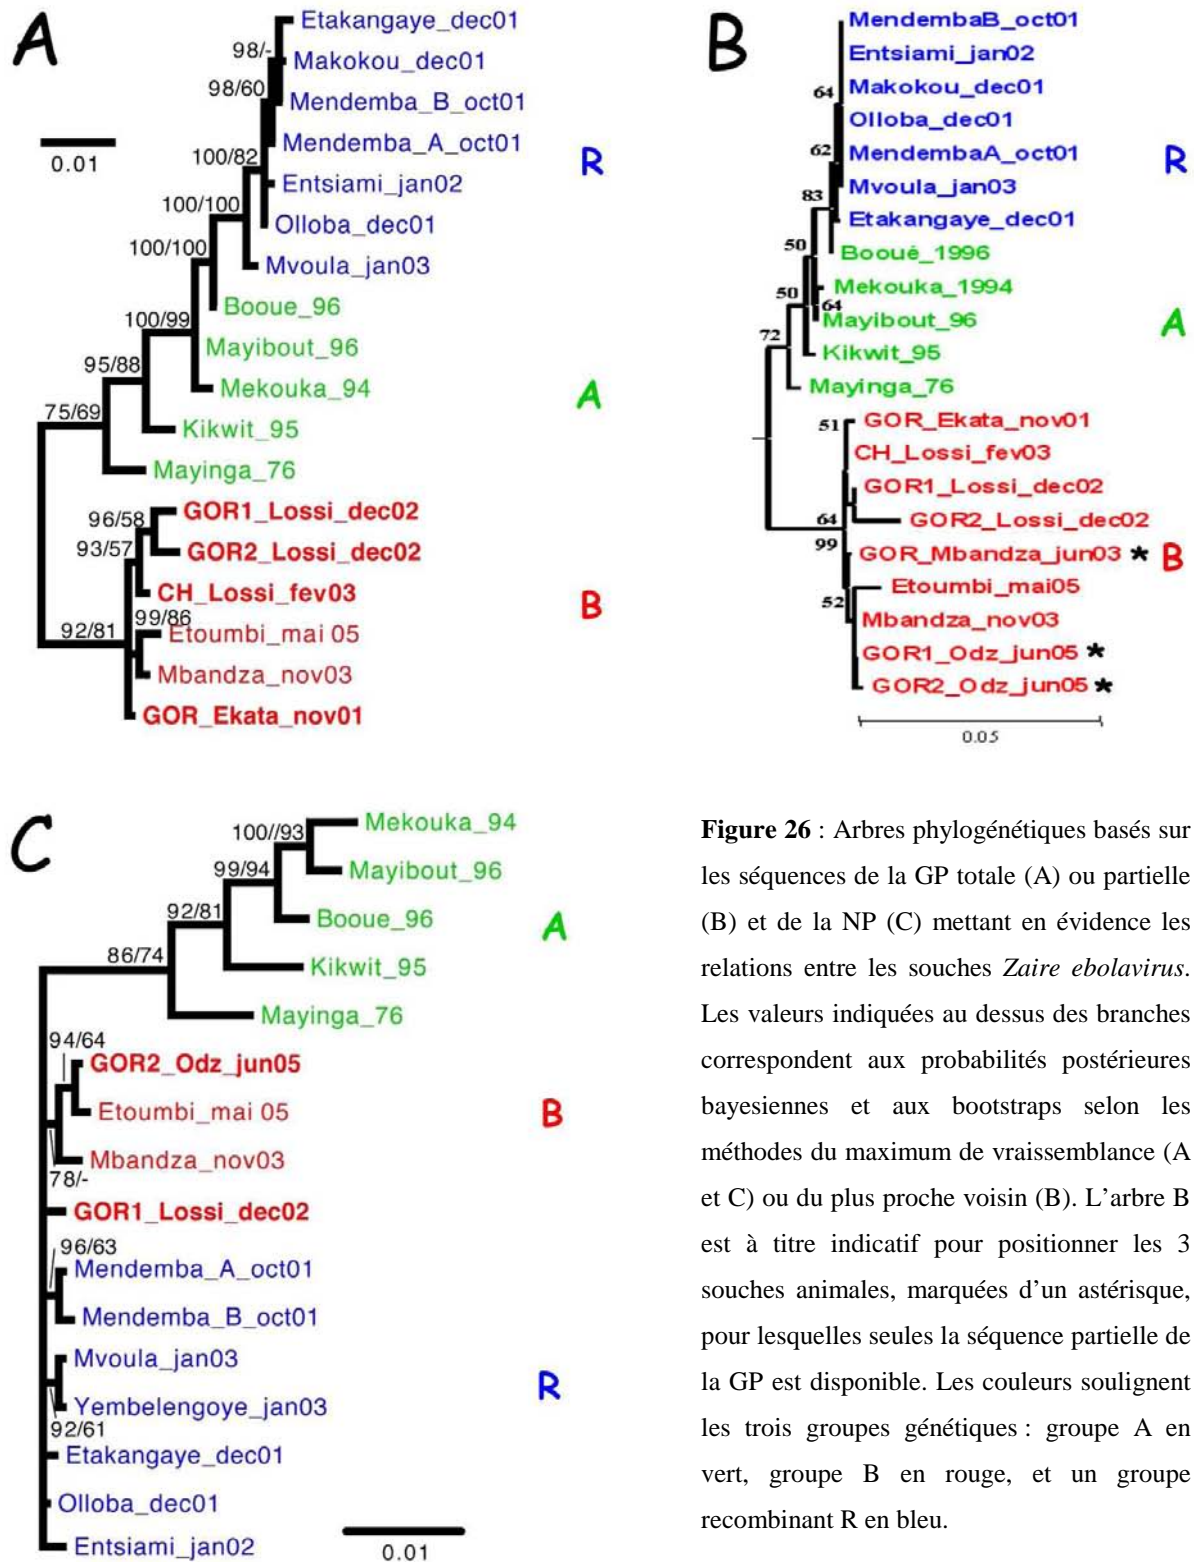 A
Etakangaye_dec01
98/-
Makokou_dec01
98/60
Mendemba_B_oct01
0.01
Mendemba_A_oct01
100/82
R
Entsiami_jan02
100/100
Olloba_dec01
100/100
Mvoula_jan03
Booue_96
100/99
Mayibout_96
95/88
Mekouka_94
A
75/69
Kikwit_95
Mayinga_76
96/58
GOR1_Lossi_dec02
93/57
GOR2_Lossi_dec02
CH_Lossi_fev03
B
99/86
92/81
Etoumbi_mai 05
Mbandza_nov03
GOR_Ekata_nov01
B
MendembaB_oct01
Entsiami_jan02
64
Makokou_dec01
Olloba_dec01
62
MendembaA_oct01
R
83
Mvoula_jan03
Etakangaye_dec01
50
Booué_1996
50
Mekouka_1994
64
Mayibout_96
A
72
Kikwit_95
Mayinga_76
51
GOR_Ekata_nov01
CH_Lossi_fev03
GOR1_Lossi_dec02
64
GOR2_Lossi_dec02
99
GOR_Mbandza_jun03 *
B
Etoumbi_mai05
52
Mbandza_nov03
GOR1_Odz_jun05 *
GOR2_Odz_jun05 *
0.05
C
Mekouka_94
100//93
Mayibout_96
99/94
Booue_96
A
92/81
Kikwit_95
86/74
Mayinga_76
94/64
GOR2_Odz_jun05
Etoumbi_mai 05
B
Mbandza_nov03
78/-
GOR1_Lossi_dec02
96/63
Mendemba_A_oct01
Mendemba_B_oct01
Mvoula_jan03
R
Yembelengoye_jan03
92/61
Etakangaye_dec01
Olloba_dec01
Entsiami_jan02
0.01
Figure 26 : Arbres phylogénétiques basés sur
les séquences de la GP totale (A) ou partielle
(B) et de la NP (C) mettant en évidence les
relations entre les souches Zaire ebolavirus.
Les valeurs indiquées au dessus des branches
correspondent aux probabilités postérieures
bayesiennes et aux bootstraps selon les
méthodes du maximum de vraissemblance (A
et C) ou du plus proche voisin (B). L’arbre B
est à titre indicatif pour positionner les 3
souches animales, marquées d’un astérisque,
pour lesquelles seules la séquence partielle de
la GP est disponible. Les couleurs soulignent
les trois groupes génétiques : groupe A en
vert, groupe B en rouge, et un groupe
recombinant R en bleu.